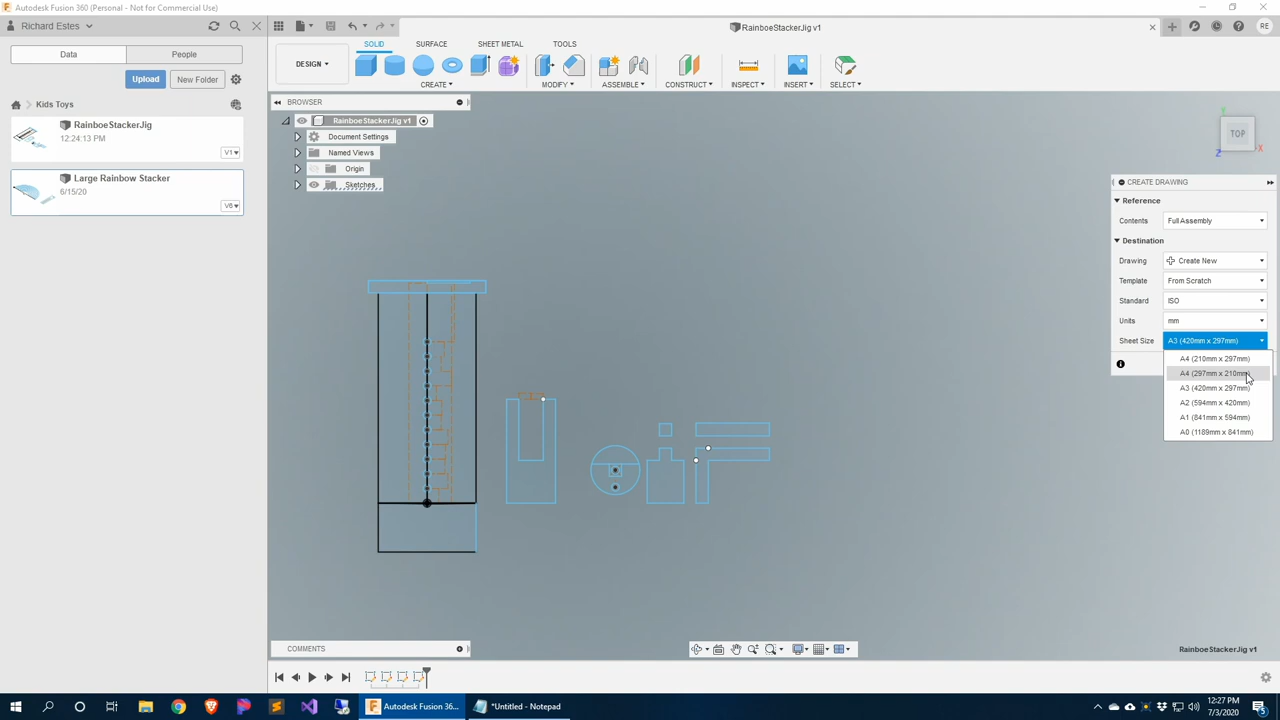 Autodesk Fusion 360 (Personal - Not for Commercial Use)
Richard Estes
RainboeStackerJig v1
RE
Data
People
Upload
New Folder
Kids Toys
RainboeStackerJig
12:24:13 PM
V1
Large Rainbow Stacker
6/15/20
V6
SOLID
SURFACE
SHEET METAL
TOOLS
DESIGN
CREATE
MODIFY
ASSEMBLE
CONSTRUCT
INSPECT
INSERT
SELECT
BROWSER
RainboeStackerJig v1
Document Settings
Named Views
Origin
Sketches
TOP
Y
X
Z
CREATE DRAWING
Reference
Contents
Full Assembly
Destination
Drawing
Create New
Template
From Scratch
Standard
ISO
Units
mm
Sheet Size
A3 (420mm x 297mm)
A4 (210mm x 297mm)
A4 (297mm x 210mm)
A3 (420mm x 297mm)
A2 (594mm x 420mm)
A1 (841mm x 594mm)
A0 (1189mm x 841mm)
COMMENTS
RainboeStackerJig v1
Autodesk Fusion 36...
*Untitled - Notepad
12:27 PM
7/3/2020
5